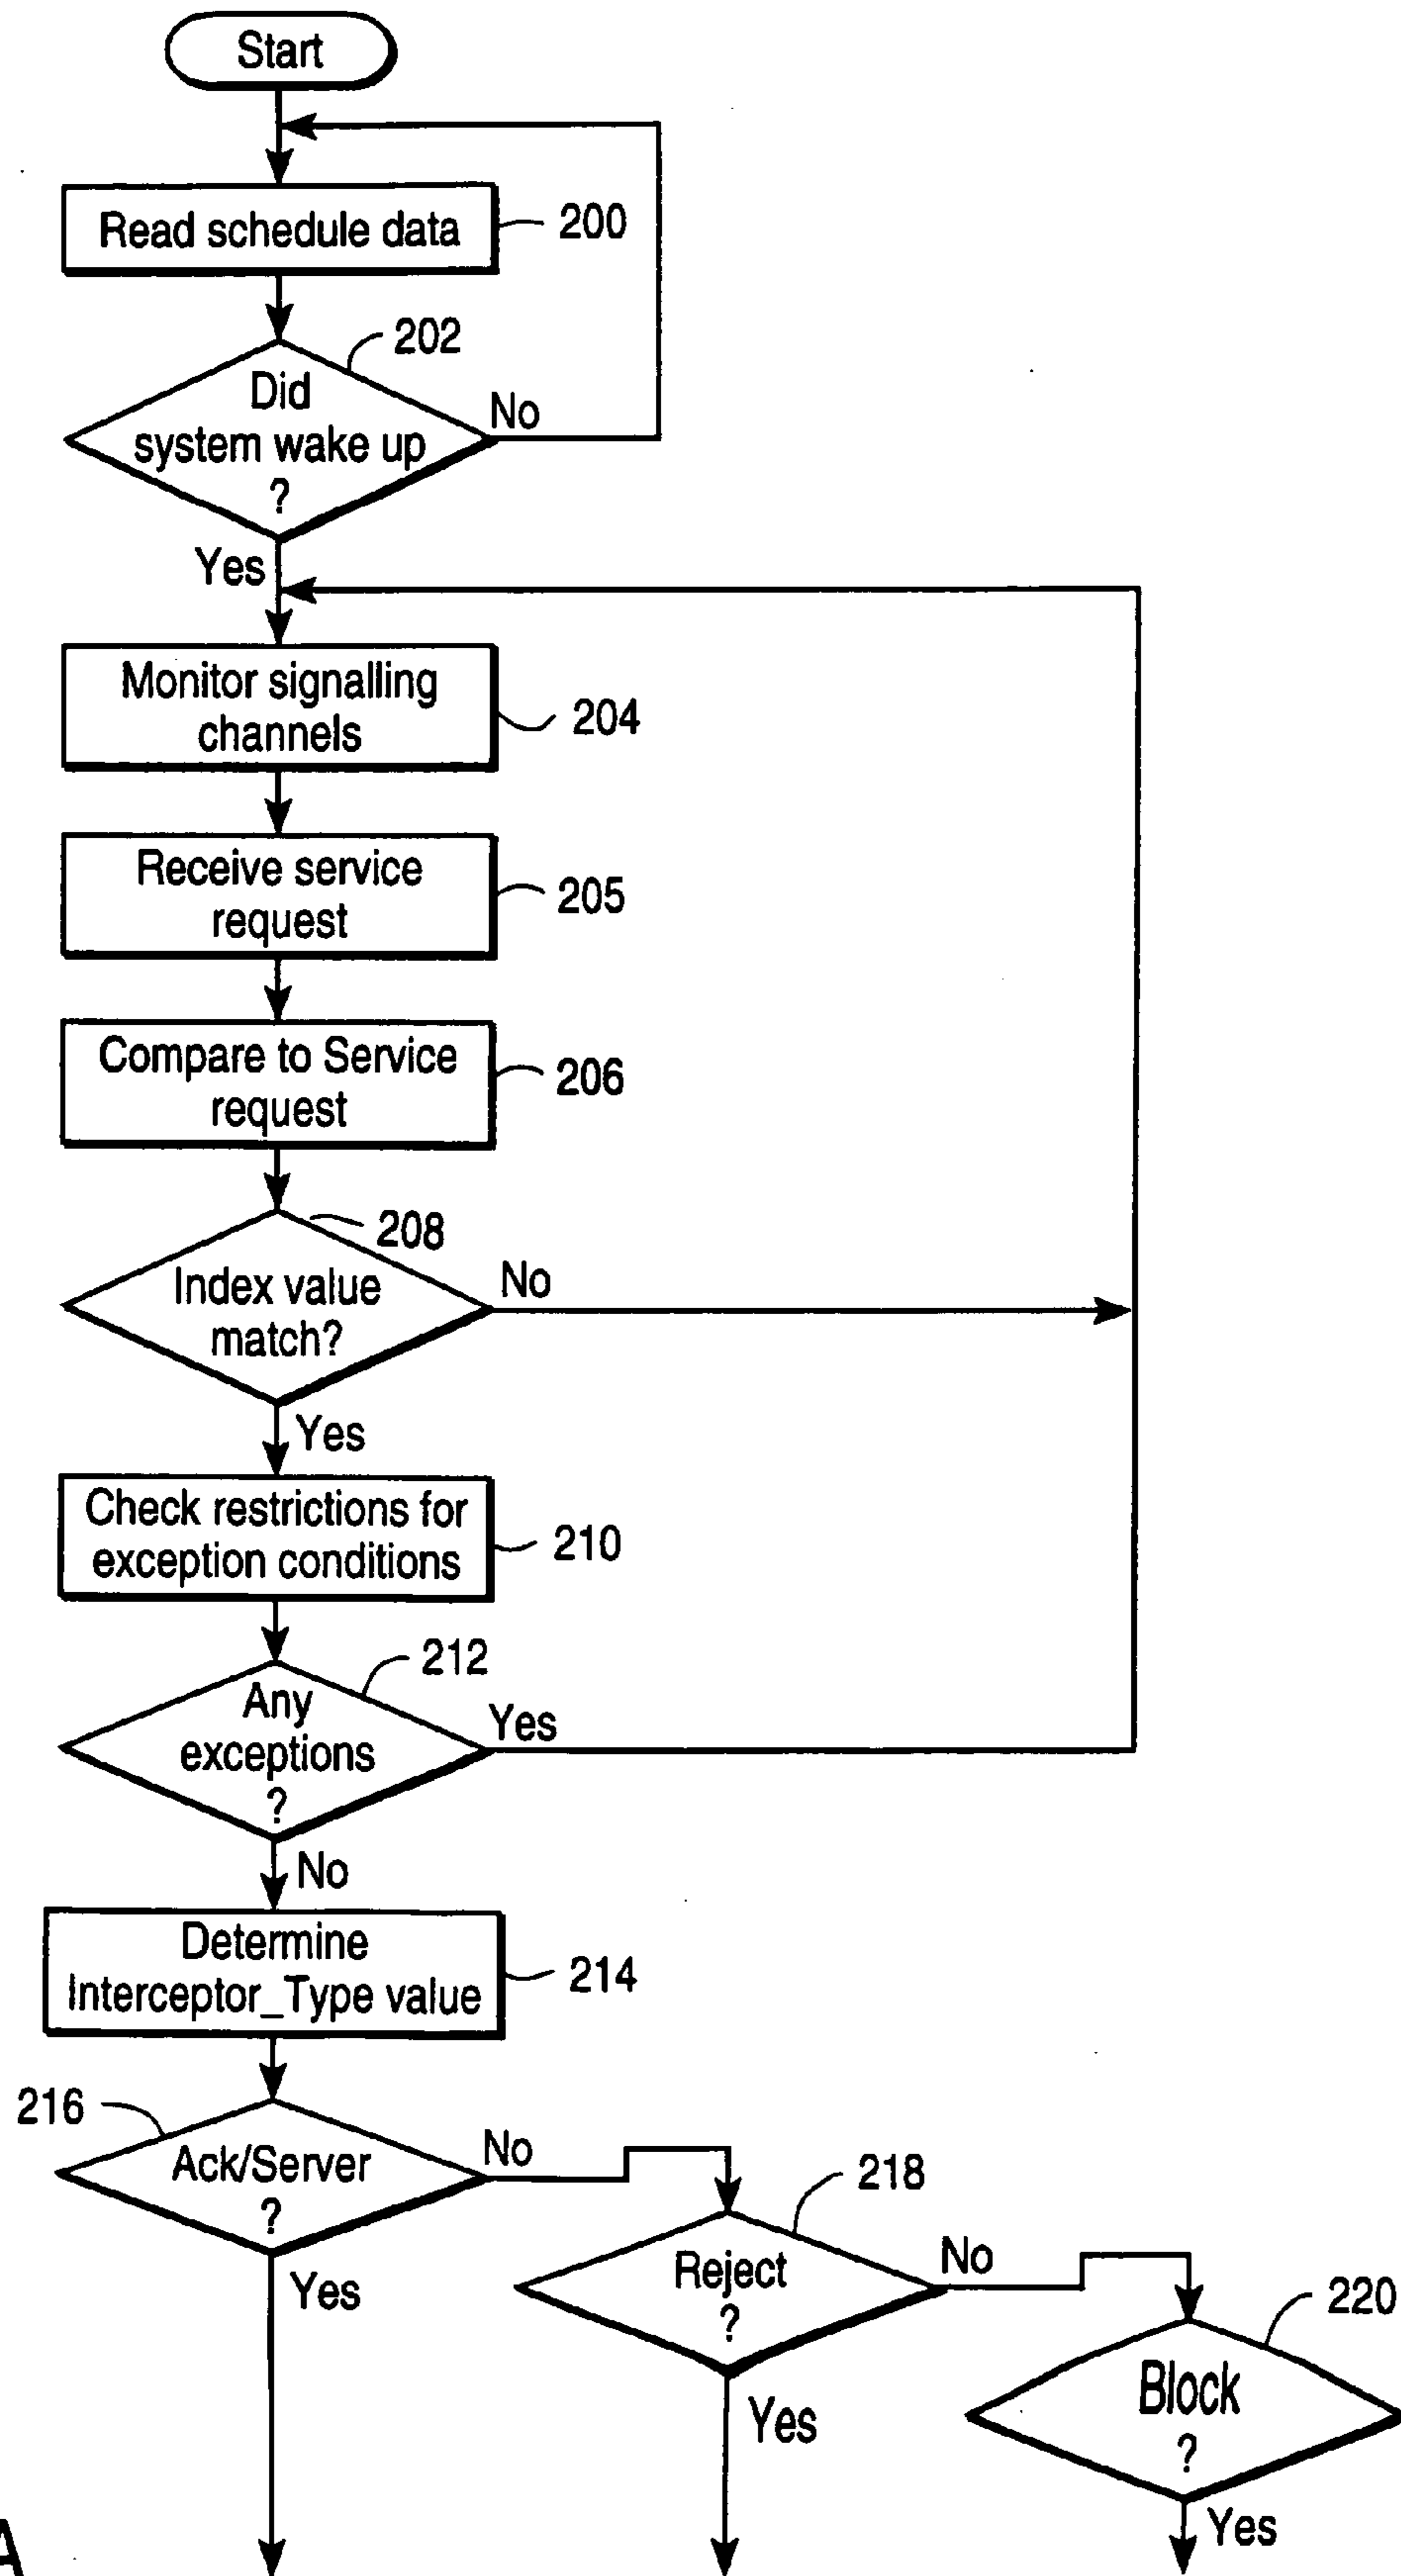 Start
Read schedule data
200
202
Did
system wake up
?
No
Yes
Monitor signalling
channels
204
Receive service
request
205
Compare to Service
request
206
208
Index value
match?
No
Yes
Check restrictions for
exception conditions
210
212
Any
exceptions
?
Yes
No
Determine
Interceptor_Type value
214
216
Ack/Server
?
No
Yes
218
Reject
?
No
Yes
220
Block
?
Yes
A